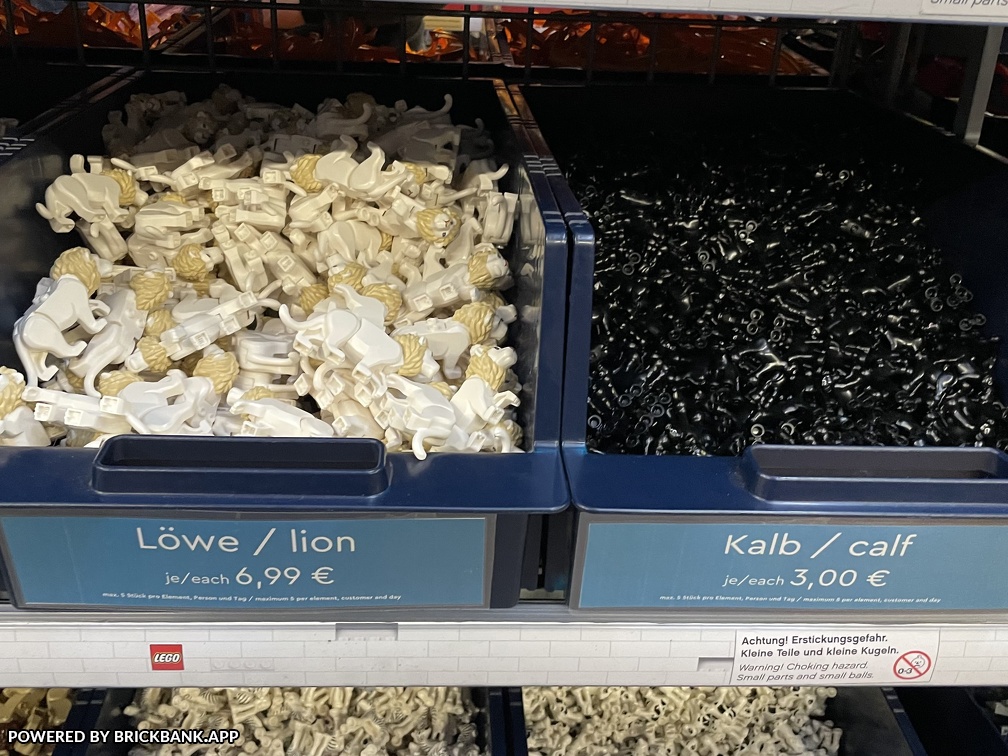 Small parts
Löwe / lion
je/each 6,99 €
max. 5 Stück pro Element, Person und Tag / maximum 5 per element, customer and day
Kalb / calf
je/each 3,00 €
max. 5 Stück pro Element, Person und Tag / maximum 5 per element, customer and day
LEGO
Achtung! Erstickungsgefahr.
Kleine Teile und kleine Kugeln.
Warning! Choking hazard.
Small parts and small balls.
0-3
POWERED BY BRICKBANK.APP